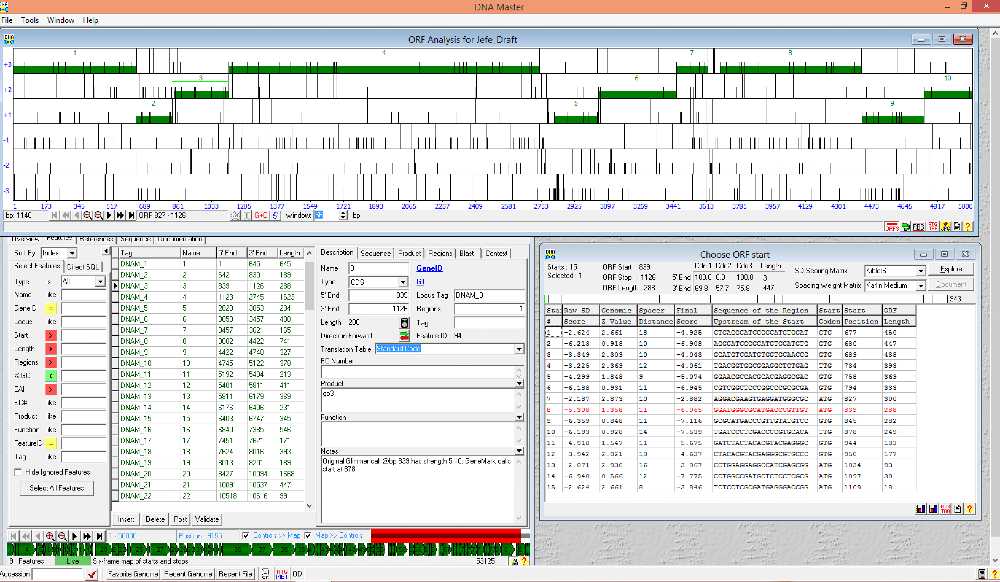 DNA Master
File Tools Window Help
DNA
ORF Analysis for Jefe_Draft
1 4 7 8
+3
3 6 10
+2
2 5 9
+1
-1
-2
-3
1 173 345 517 689 861 1033 1205 1377 1549 1721 1893 2065 2237 2409 2581 2753 2925 3097 3269 3441 3613 3785 3957 4129 4301 4473 4645 4817 5000
bp: 1140 ORF 827 - 1126 G+C 5' Window: 66 bp
ORFS RBS ATG TAA JPG ?
Overview Features References Sequence Documentation
Sort By Index
Select Features Direct SQL
Type is All
Name like
GeneID =
Locus like
Start >
Length >
Regions >
% GC <
CAI >
EC# like
Product like
Function like
FeatureID =
Tag like
Hide Ignored Features
Select All Features
Tag Name 5' End 3' End Length
DNAM_1 1 1 645 645
DNAM_2 2 642 830 189
DNAM_3 3 839 1126 288
DNAM_4 4 1123 2745 1623
DNAM_5 5 2820 3053 234
DNAM_6 6 3050 3457 408
DNAM_7 7 3457 3621 165
DNAM_8 8 3682 4422 741
DNAM_9 9 4422 4748 327
DNAM_10 10 4745 5122 378
DNAM_11 11 5192 5404 213
DNAM_12 12 5401 5811 411
DNAM_13 13 5811 6179 369
DNAM_14 14 6176 6406 231
DNAM_15 15 6403 6747 345
DNAM_16 16 6840 7385 546
DNAM_17 17 7451 7621 171
DNAM_18 18 7624 8016 393
DNAM_19 19 8013 8201 189
DNAM_20 20 8427 10094 1668
DNAM_21 21 10091 10537 447
DNAM_22 22 10518 10616 99
Insert Delete Post Validate
Description Sequence Product Regions Blast Context
Name 3 GeneID
Type CDS GI
5' End 839 Locus Tag DNAM_3
3' End 1126 Regions 1
Length 288 Tag
Direction Forward Feature ID 94
Translation Table Standard Code
EC Number
Product
gp3
Function
Notes
Original Glimmer call @bp 839 has strength 5.10; GeneMark calls
start at 878
DNA
Choose ORF start
Starts : 15 ORF Start : 839 Cdn 1 Cdn2 Cdn3 Length SD Scoring Matrix Kibler6 Explore
Selected : 1 ORF Stop : 1126 5' End 100.0 0.0 100.0 3
ORF Length : 288 3' End 69.8 57.7 75.8 447 Spacing Weight Matrix Karlin Medium Document
943
Star Raw SD Genomic Spacer Final Sequence of the Region Start Start ORF
# Score Z Value Distance Score Upstream of the Start Codon Position Length
1 -2.624 2.661 18 -4.925 CTGAGGGATCGCGCATGTCGAT GTG 677 450
2 -6.213 0.918 10 -6.908 AGGGATCGCGCATGTCGATGTG GTG 680 447
3 -3.349 2.309 10 -4.043 GCATGTCGATGTGGTGCAACCG GTG 689 438
4 -3.225 2.369 12 -4.061 TGACGGTGGCGGAGGCTCTGAG TTG 734 393
5 -4.299 1.848 9 -5.074 GGAACGCCACGCACGAGGCGAC GTG 758 369
6 -6.188 0.931 11 -6.945 CGTCGGCTCCCGGCCCGCGCGA GTG 794 333
7 -2.187 2.873 10 -2.882 AGGACGAAGTGAGGATGGGCGC ATG 827 300
8 -5.308 1.358 11 -6.065 GGATGGGCGCATGACCCGTTGT ATG 839 288
9 -6.359 0.848 11 -7.116 GCGCATGACCCGTTGTATGTCC GTG 845 282
10 -6.193 0.928 14 -7.539 TGATCCCTCGACCCCGTGCACA TTG 878 249
11 -4.918 1.547 11 -5.675 GATCTACTACACGTACGAGGGC GTG 944 183
12 -3.942 2.021 10 -4.637 CTACACGTACGAGGGCGTGCCC GTG 950 177
13 -2.071 2.930 16 -3.867 CCTGGAGGAGGCCATCGAGCGG ATG 1034 93
14 -6.940 0.566 12 -7.775 CCTGGCCGATGCTCTCCTCGCG ATG 1097 30
15 -2.624 2.661 8 -3.846 TCTCCTCGCGATGAGGGACCGG ATG 1109 18
ATG TAA ?
1 - 50000 Position : 9155 Controls >> Map Map >> Controls
4 20 25 27 36 37 38 39 48 58 81
91 Features Live Six-frame map of starts and stops 53125 ?
Accession Favorite Genome Recent Genome Recent File OK ATG MET OD ?